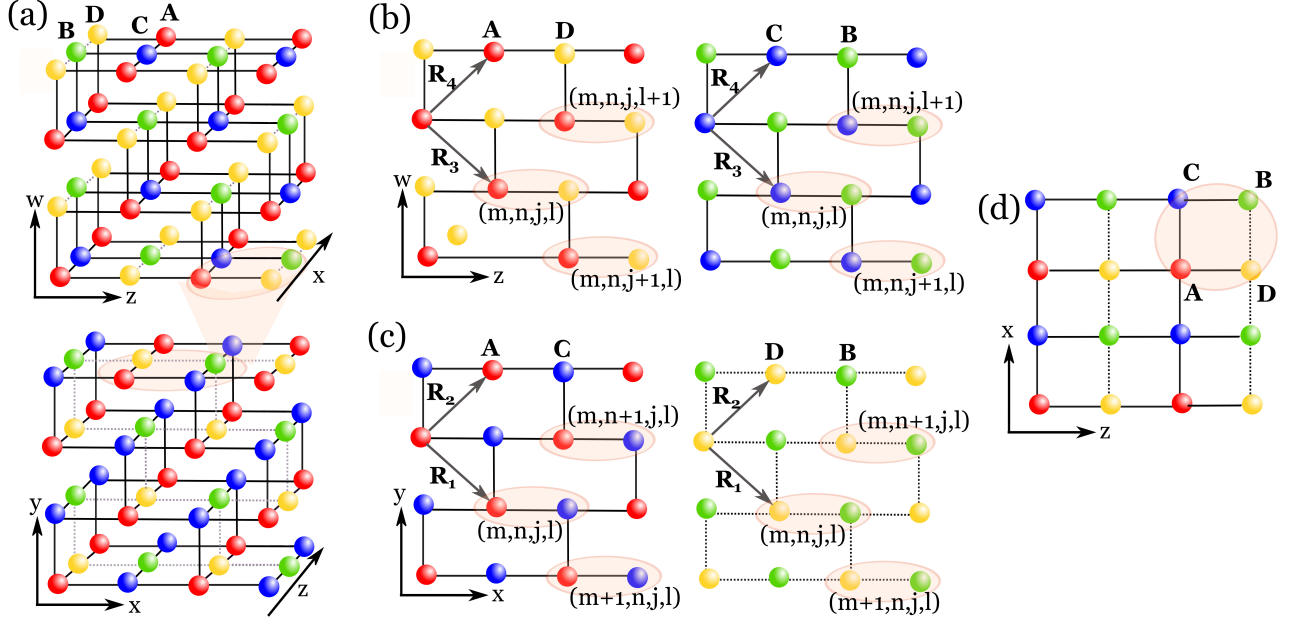 (a)
B D C A
w
z
x
y
x
z
(b)
A D
R4
(m,n,j,l+1)
R3
w
(m,n,j,l)
z
(m,n,j+1,l)
C B
R4
(m,n,j,l+1)
R3
(m,n,j,l)
(m,n,j+1,l)
(c)
A C
R2
(m,n+1,j,l)
R1
y
(m,n,j,l)
x
(m+1,n,j,l)
D B
R2
(m,n+1,j,l)
R1
(m,n,j,l)
(m+1,n,j,l)
(d)
C B
A D
x
z